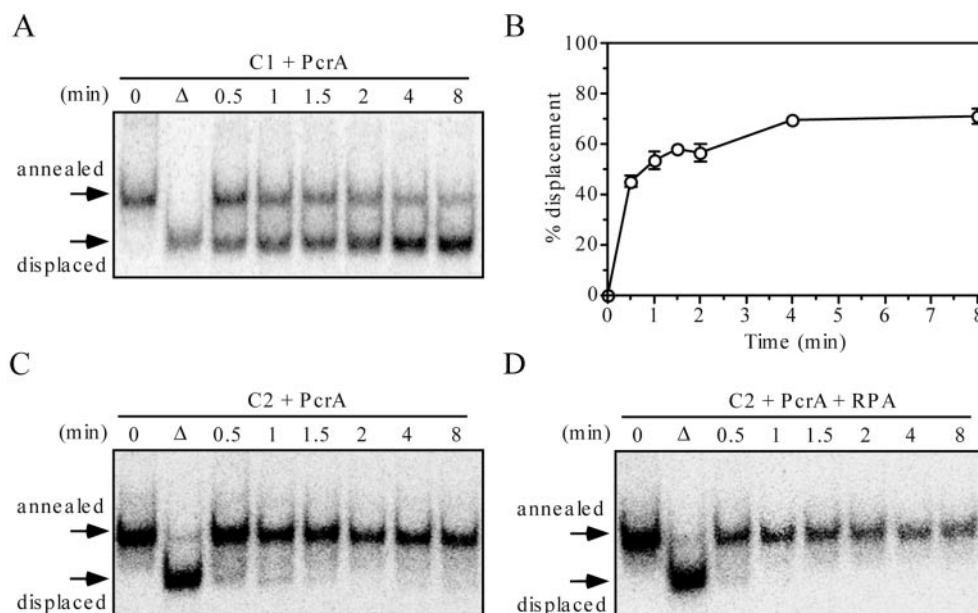 A
C1 + PcrA
(min) 0 Δ 0.5 1 1.5 2 4 8
annealed
displaced
B
100
80
60
40
20
0
% displacement
0 1 2 3 4 5 6 7 8
Time (min)
C
C2 + PcrA
(min) 0 Δ 0.5 1 1.5 2 4 8
annealed
displaced
D
C2 + PcrA + RPA
(min) 0 Δ 0.5 1 1.5 2 4 8
annealed
displaced